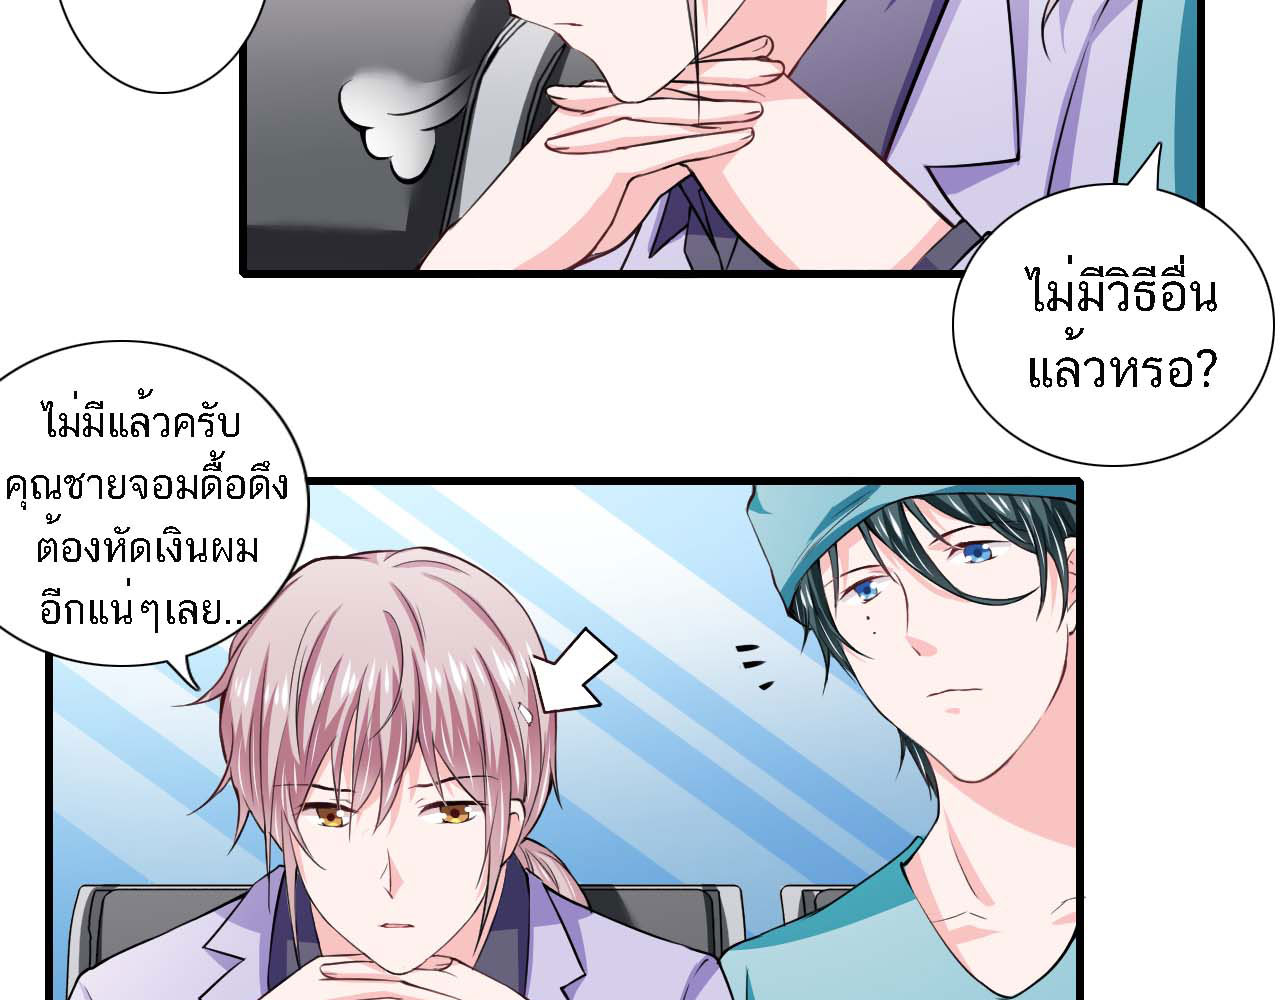 ไม่มีวิธีอื่น
แล้วหรอ?
ไม่มีแล้วครับ
คุณชายจอมดื้อดึง
ต้องหัดเงินผม
อีกแน่ๆเลย...